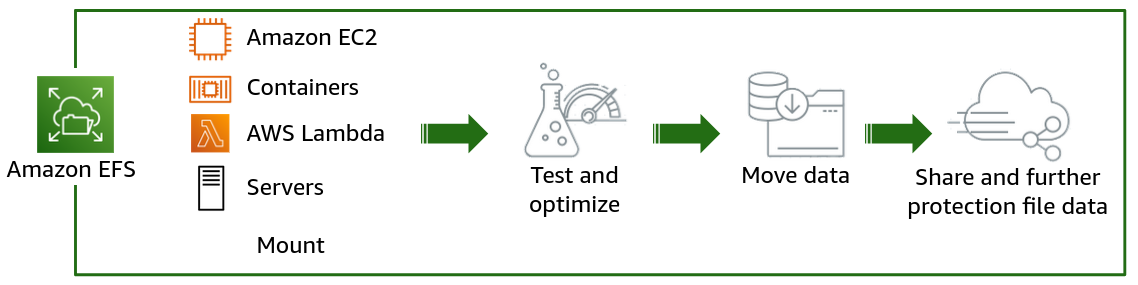 Amazon EFS
Amazon EC2
Containers
AWS Lambda
Servers
Mount
Test and
optimize
Move data
Share and further
protection file data